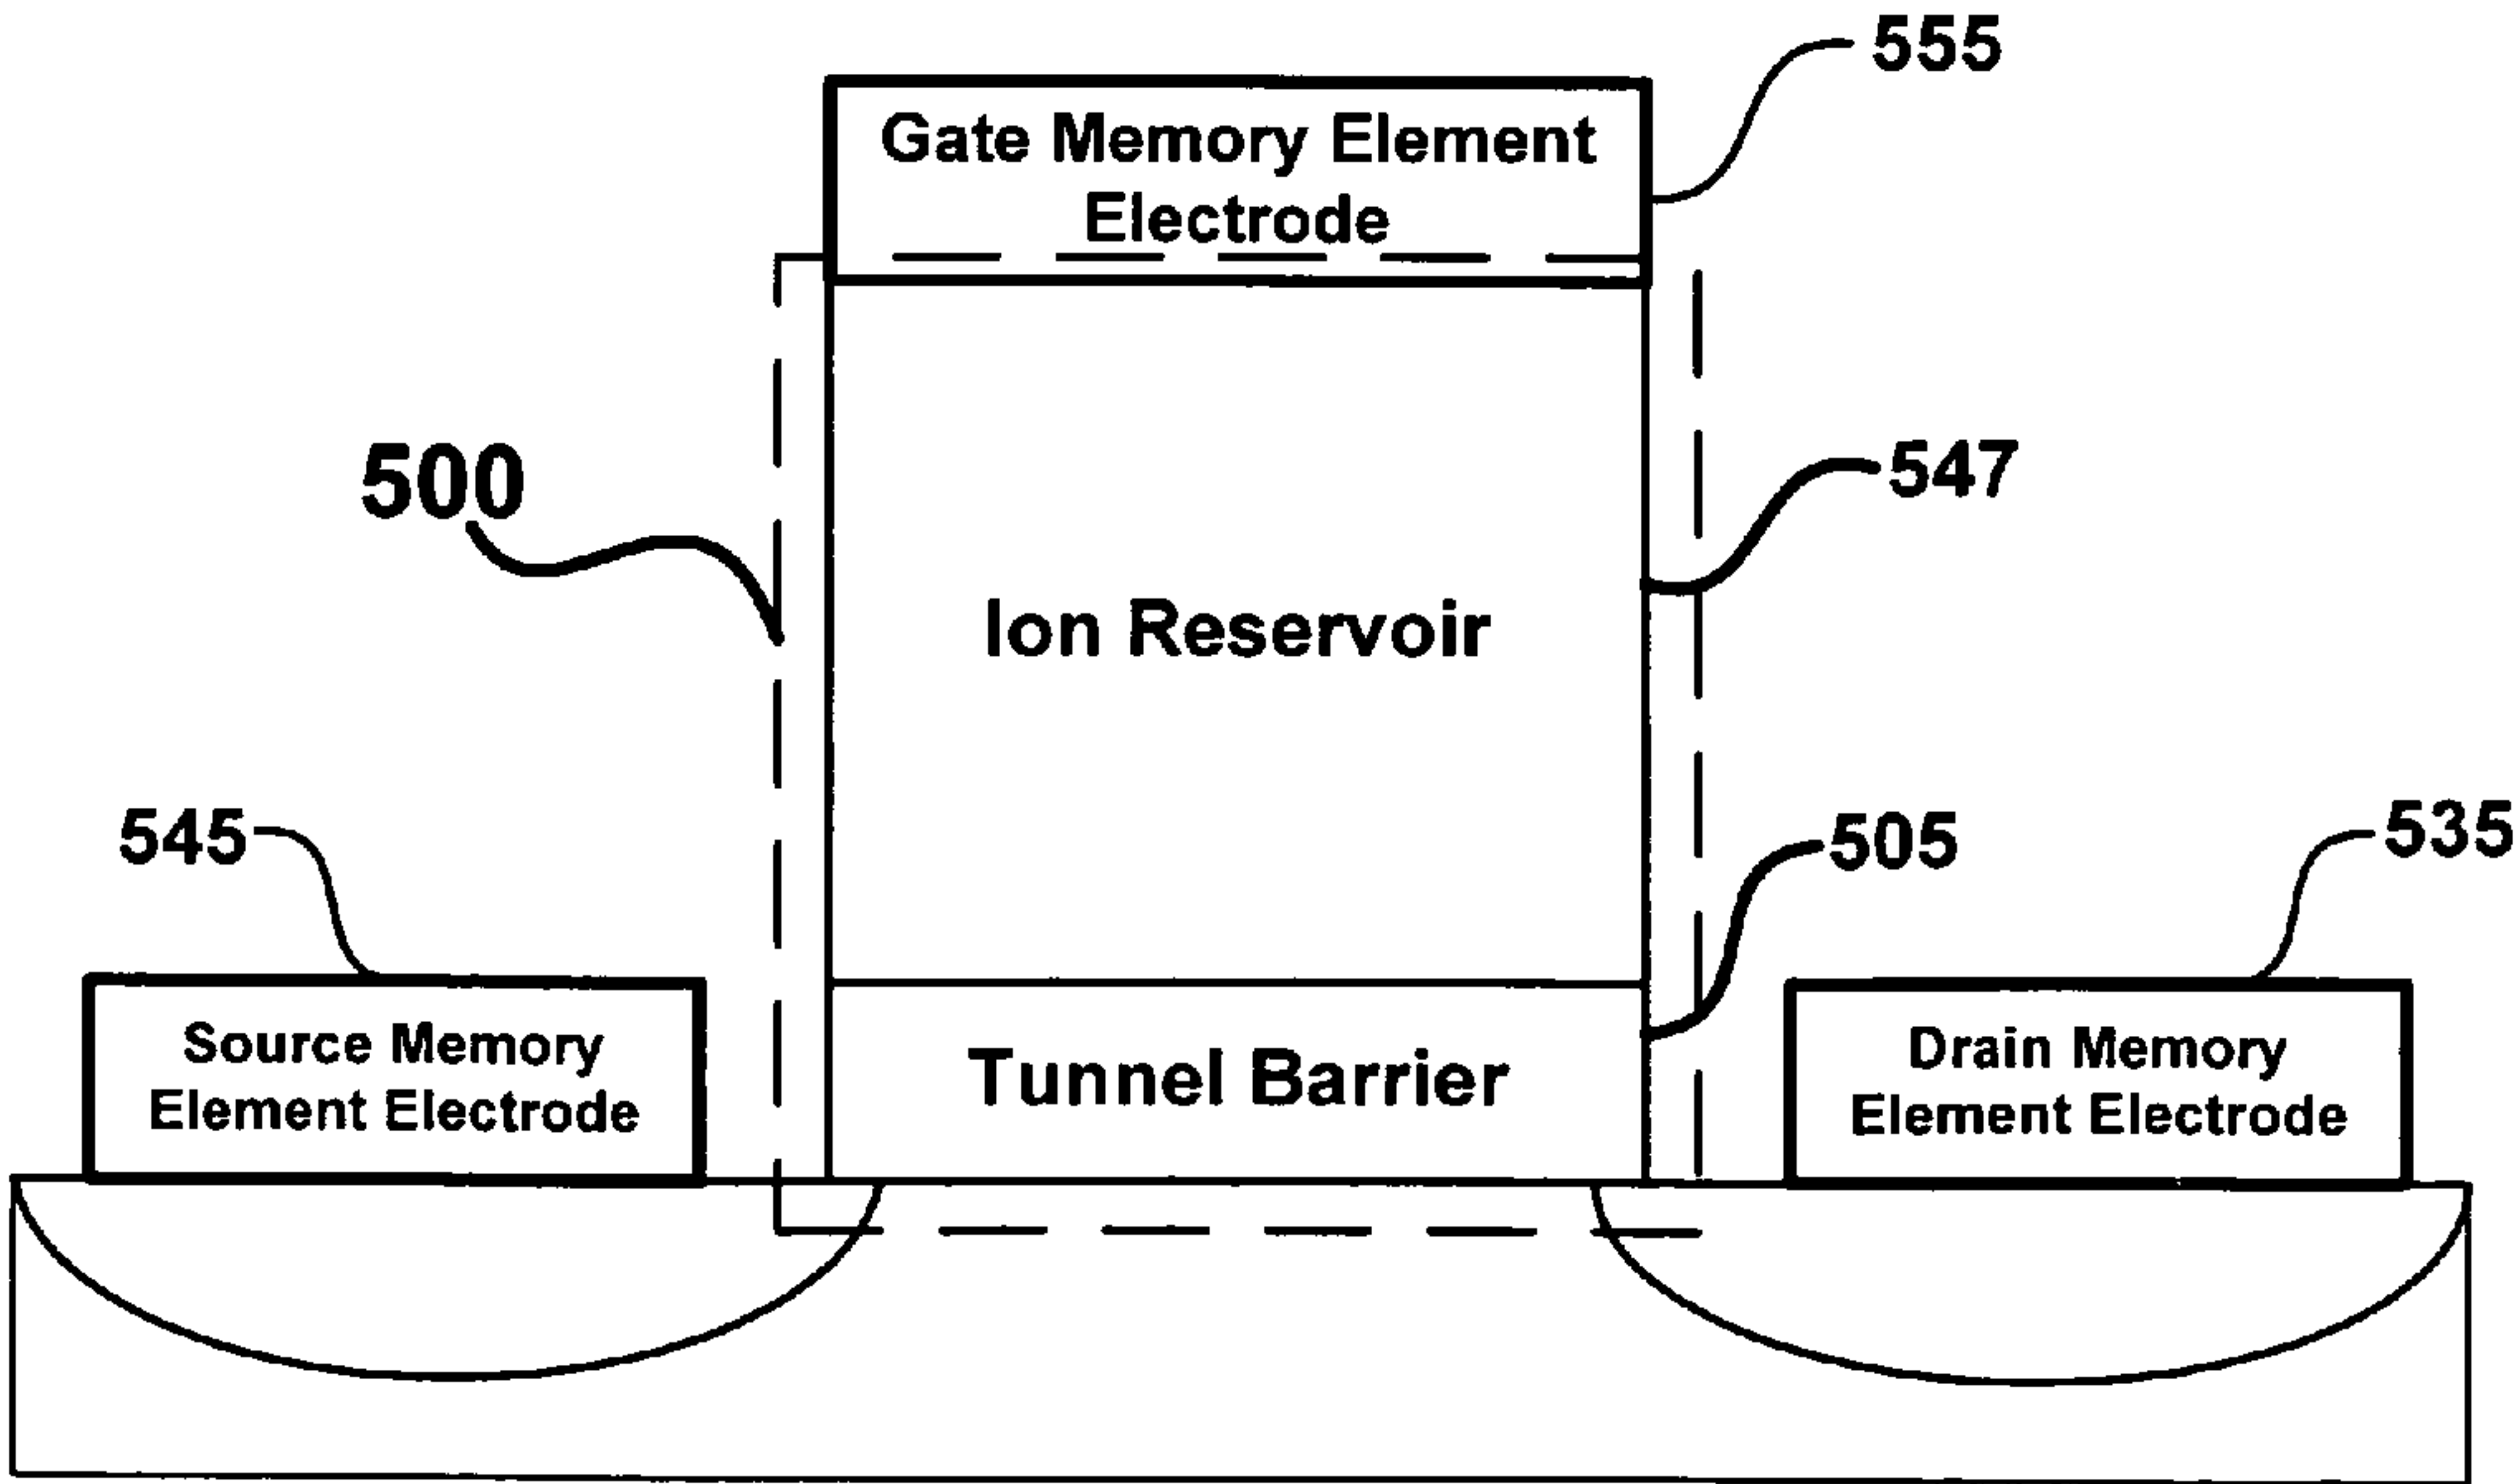 555
Gate Memory Element
Electrode
500
547
Ion Reservoir
545
505
535
Source Memory
Element Electrode
Tunnel Barrier
Drain Memory
Element Electrode